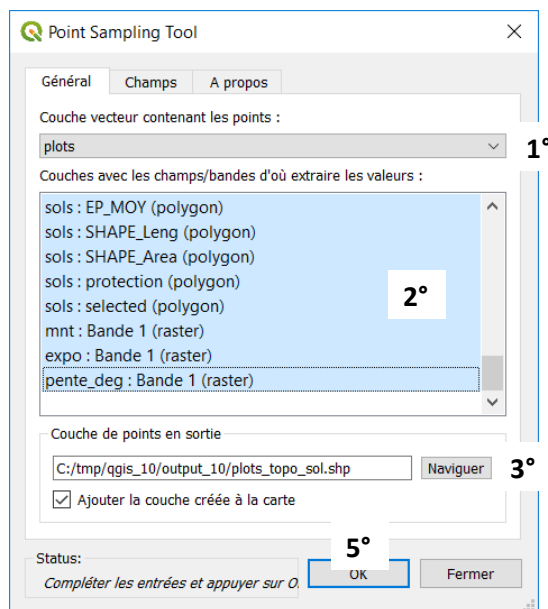 Point Sampling Tool
Général Champs A propos
Couche vecteur contenant les points :
plots
1°
Couches avec les champs/bandes d'où extraire les valeurs :
sols : EP_MOY (polygon)
sols : SHAPE_Leng (polygon)
sols : SHAPE_Area (polygon)
sols : protection (polygon)
2°
sols : selected (polygon)
mnt : Bande 1 (raster)
expo : Bande 1 (raster)
pente_deg : Bande 1 (raster)
Couche de points en sortie
C:/tmp/qgis_10/output_10/plots_topo_sol.shp Naviguer 3°
Ajouter la couche créée à la carte
5°
Status:
Compléter les entrées et appuyer sur O
OK Fermer